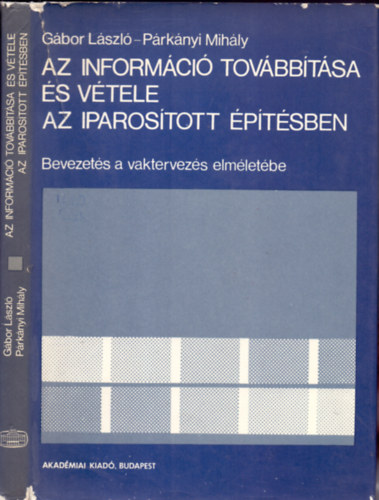 Gábor László–Párkányi Mihály
AZ INFORMÁCIÓ TOVÁBBÍTÁSA
ÉS VÉTELE
AZ IPAROSÍTOTT ÉPÍTÉSBEN
Bevezetés a vaktervezés elméletébe
AKADÉMIAI KIADÓ, BUDAPEST
AZ INFORMÁCIÓ TOVÁBBÍTÁSA ÉS VÉTELE
AZ IPAROSÍTOTT ÉPÍTÉSBEN
Gábor László
Párkányi Mihály